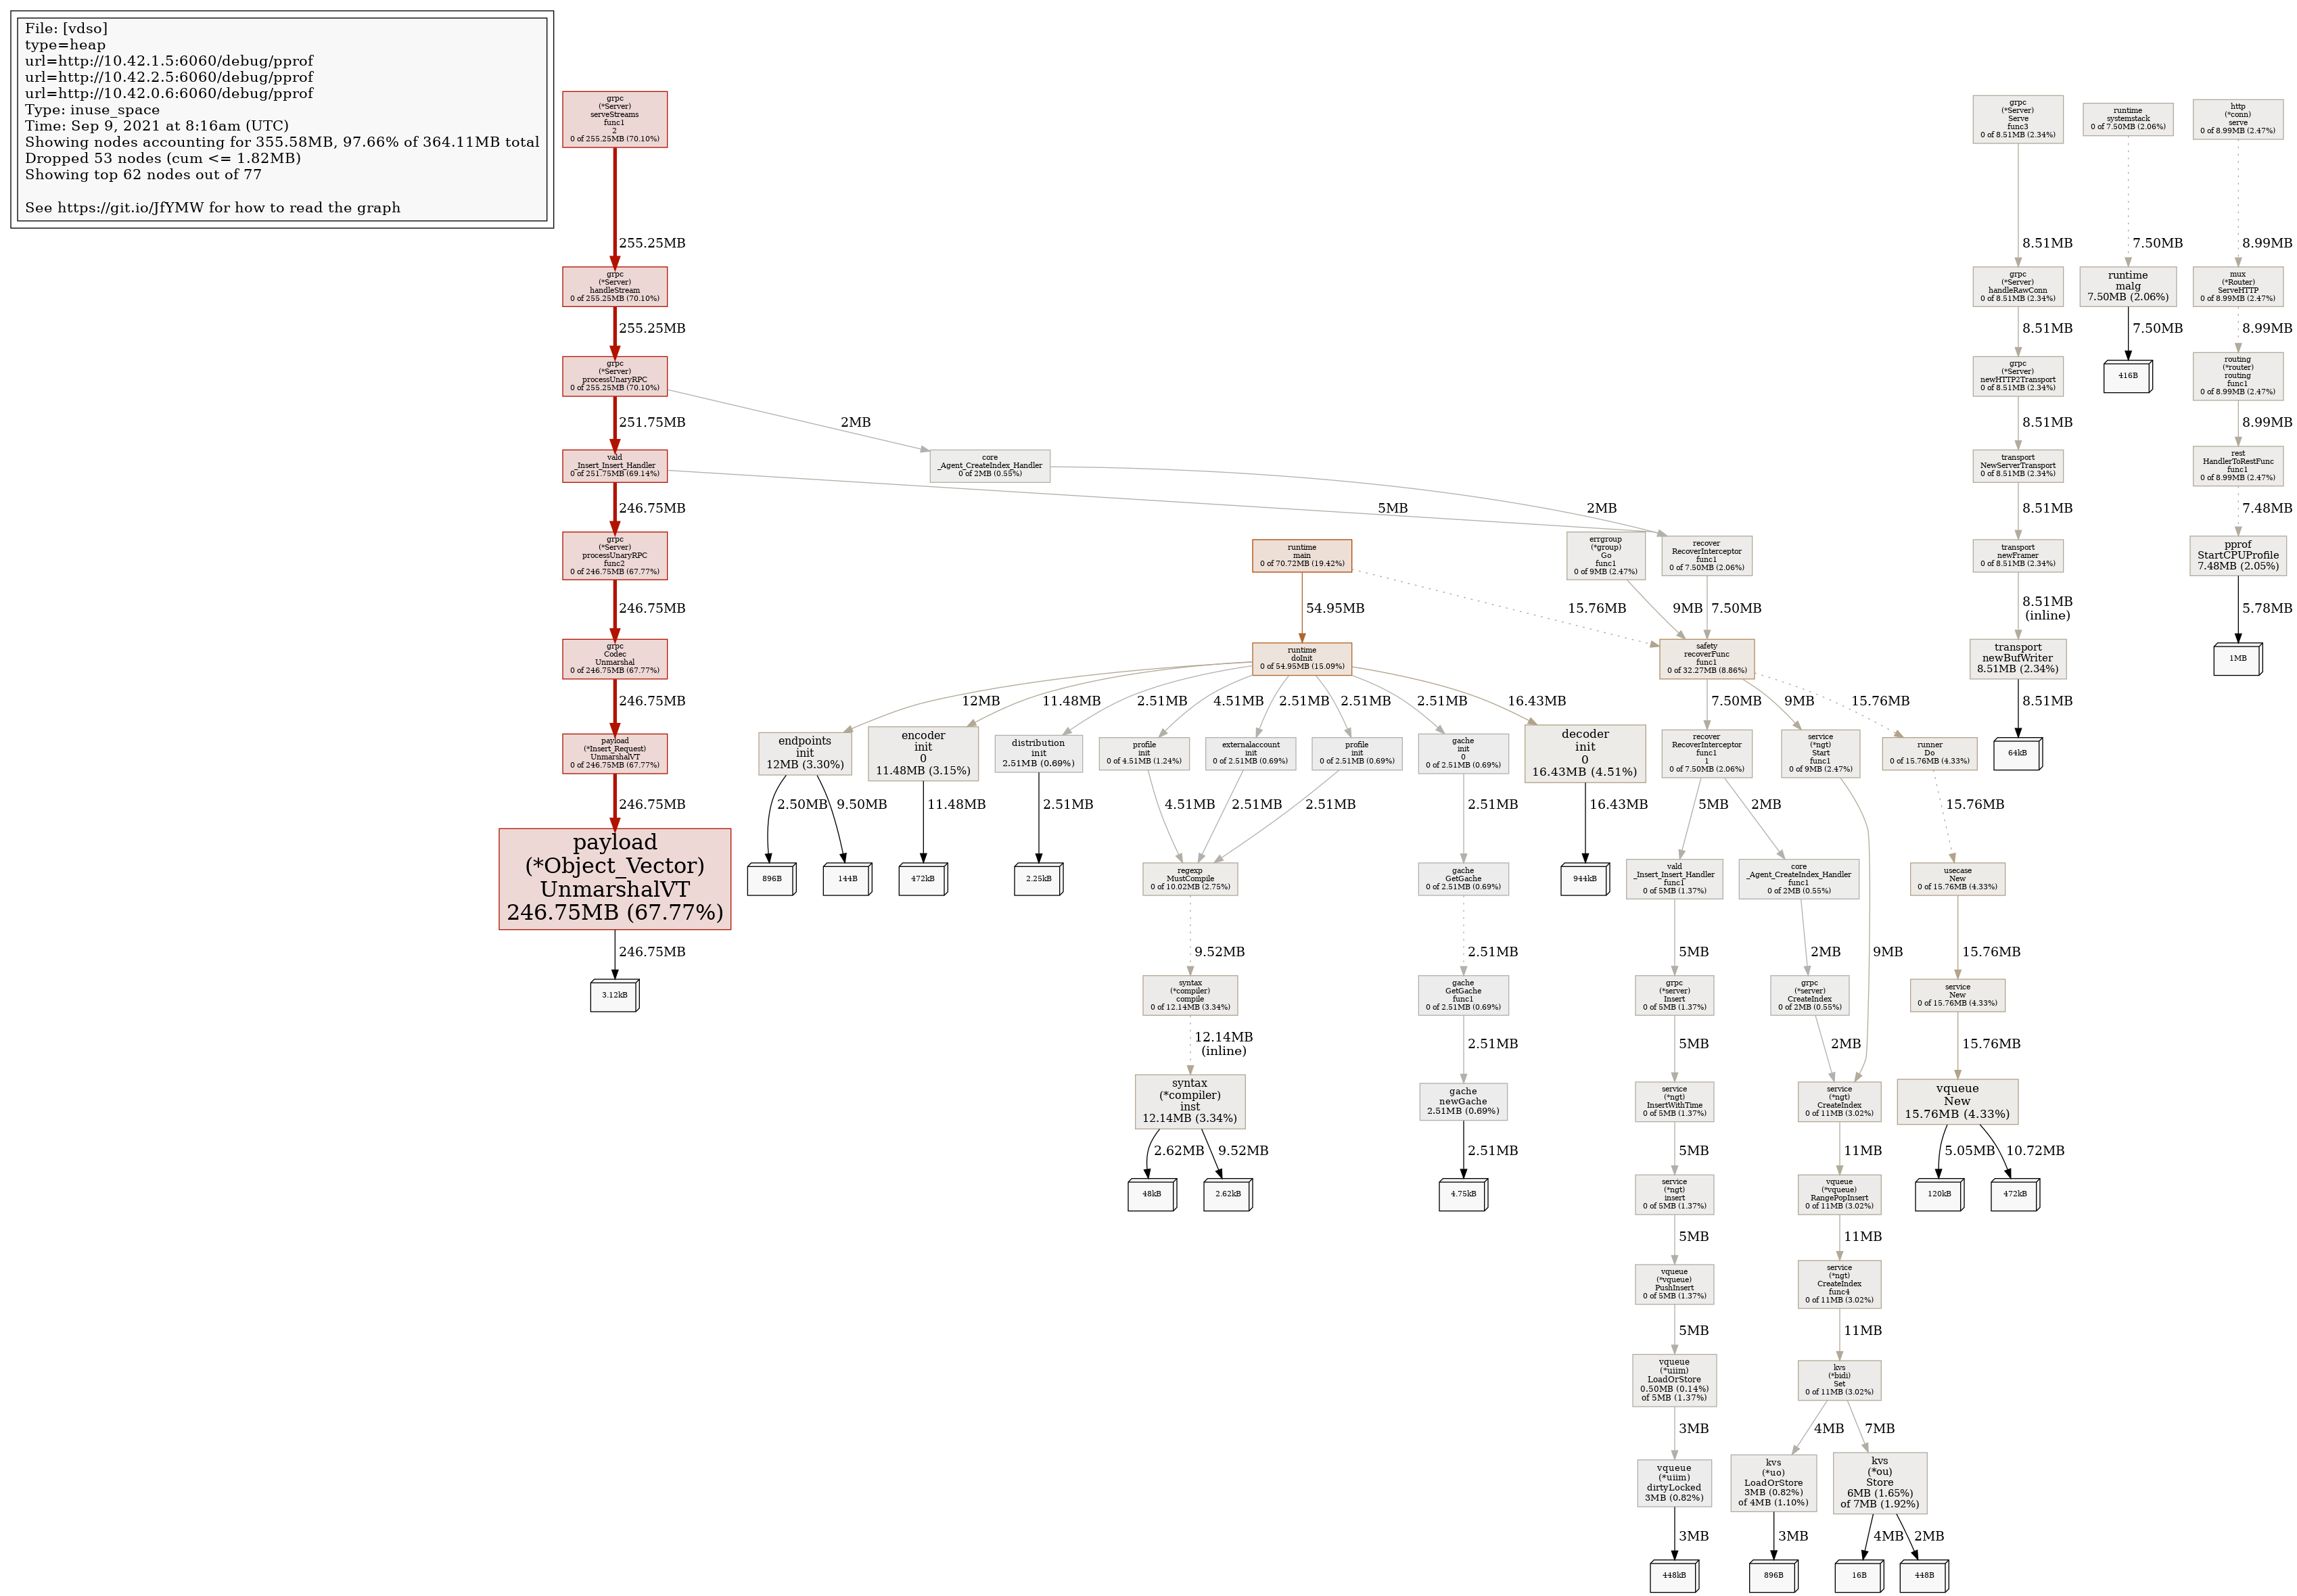 File: [vdso]
type=heap
url=http://10.42.1.5:6060/debug/pprof
url=http://10.42.2.5:6060/debug/pprof
url=http://10.42.0.6:6060/debug/pprof
Type: inuse_space
Time: Sep 9, 2021 at 8:16am (UTC)
Showing nodes accounting for 355.58MB, 97.66% of 364.11MB total
Dropped 53 nodes (cum <= 1.82MB)
Showing top 62 nodes out of 77
See https://git.io/JfYMW for how to read the graph
grpc
(*Server)
serveStreams
func1
2
0 of 255.25MB (70.10%)
255.25MB
grpc
(*Server)
handleStream
0 of 255.25MB (70.10%)
255.25MB
grpc
(*Server)
processUnaryRPC
0 of 255.25MB (70.10%)
251.75MB
2MB
vald
_Insert_Insert_Handler
0 of 251.75MB (69.14%)
246.75MB
5MB
core
_Agent_CreateIndex_Handler
0 of 2MB (0.55%)
2MB
grpc
(*Server)
processUnaryRPC
func2
0 of 246.75MB (67.77%)
246.75MB
grpc
Codec
Unmarshal
0 of 246.75MB (67.77%)
246.75MB
payload
(*Insert_Request)
UnmarshalVT
0 of 246.75MB (67.77%)
246.75MB
payload
(*Object_Vector)
UnmarshalVT
246.75MB (67.77%)
246.75MB
3.12kB
runtime
main
0 of 70.72MB (19.42%)
54.95MB
15.76MB
runtime
doInit
0 of 54.95MB (15.09%)
12MB
11.48MB
2.51MB
4.51MB
2.51MB
2.51MB
2.51MB
16.43MB
endpoints
init
12MB (3.30%)
2.50MB
9.50MB
896B
144B
encoder
init
0
11.48MB (3.15%)
11.48MB
472kB
distribution
init
2.51MB (0.69%)
2.51MB
2.25kB
profile
init
0 of 4.51MB (1.24%)
4.51MB
externalaccount
init
0 of 2.51MB (0.69%)
2.51MB
profile
init
0 of 2.51MB (0.69%)
2.51MB
regexp
MustCompile
0 of 10.02MB (2.75%)
9.52MB
syntax
(*compiler)
compile
0 of 12.14MB (3.34%)
12.14MB
(inline)
syntax
(*compiler)
inst
12.14MB (3.34%)
2.62MB
9.52MB
48kB
2.62kB
gache
init
0
0 of 2.51MB (0.69%)
2.51MB
gache
GetGache
0 of 2.51MB (0.69%)
2.51MB
gache
GetGache
func1
0 of 2.51MB (0.69%)
2.51MB
gache
newGache
2.51MB (0.69%)
2.51MB
4.75kB
decoder
init
0
16.43MB (4.51%)
16.43MB
944kB
errgroup
(*group)
Go
func1
0 of 9MB (2.47%)
9MB
recover
RecoverInterceptor
func1
0 of 7.50MB (2.06%)
7.50MB
safety
recoverFunc
func1
0 of 32.27MB (8.86%)
7.50MB
9MB
15.76MB
recover
RecoverInterceptor
func1
1
0 of 7.50MB (2.06%)
5MB
2MB
service
(*ngt)
Start
func1
0 of 9MB (2.47%)
9MB
runner
Do
0 of 15.76MB (4.33%)
15.76MB
vald
_Insert_Insert_Handler
func1
0 of 5MB (1.37%)
5MB
core
_Agent_CreateIndex_Handler
func1
0 of 2MB (0.55%)
2MB
usecase
New
0 of 15.76MB (4.33%)
15.76MB
grpc
(*server)
Insert
0 of 5MB (1.37%)
5MB
grpc
(*server)
CreateIndex
0 of 2MB (0.55%)
2MB
service
New
0 of 15.76MB (4.33%)
15.76MB
service
(*ngt)
InsertWithTime
0 of 5MB (1.37%)
5MB
service
(*ngt)
CreateIndex
0 of 11MB (3.02%)
11MB
vqueue
New
15.76MB (4.33%)
5.05MB
10.72MB
120kB
472kB
service
(*ngt)
insert
0 of 5MB (1.37%)
5MB
vqueue
(*vqueue)
RangePopInsert
0 of 11MB (3.02%)
11MB
vqueue
(*vqueue)
PushInsert
0 of 5MB (1.37%)
5MB
service
(*ngt)
CreateIndex
func4
0 of 11MB (3.02%)
11MB
vqueue
(*uiim)
LoadOrStore
0.50MB (0.14%)
of 5MB (1.37%)
3MB
kvs
(*bidi)
Set
0 of 11MB (3.02%)
4MB
7MB
vqueue
(*uiim)
dirtyLocked
3MB (0.82%)
3MB
448kB
kvs
(*uo)
LoadOrStore
3MB (0.82%)
of 4MB (1.10%)
3MB
896B
kvs
(*ou)
Store
6MB (1.65%)
of 7MB (1.92%)
4MB
2MB
16B
448B
grpc
(*Server)
Serve
func3
0 of 8.51MB (2.34%)
8.51MB
grpc
(*Server)
handleRawConn
0 of 8.51MB (2.34%)
8.51MB
grpc
(*Server)
newHTTP2Transport
0 of 8.51MB (2.34%)
8.51MB
transport
NewServerTransport
0 of 8.51MB (2.34%)
8.51MB
transport
newFramer
0 of 8.51MB (2.34%)
8.51MB
(inline)
transport
newBufWriter
8.51MB (2.34%)
8.51MB
64kB
runtime
systemstack
0 of 7.50MB (2.06%)
7.50MB
runtime
malg
7.50MB (2.06%)
7.50MB
416B
http
(*conn)
serve
0 of 8.99MB (2.47%)
8.99MB
mux
(*Router)
ServeHTTP
0 of 8.99MB (2.47%)
8.99MB
routing
(*router)
routing
func1
0 of 8.99MB (2.47%)
8.99MB
rest
HandlerToRestFunc
func1
0 of 8.99MB (2.47%)
7.48MB
pprof
StartCPUProfile
7.48MB (2.05%)
5.78MB
1MB